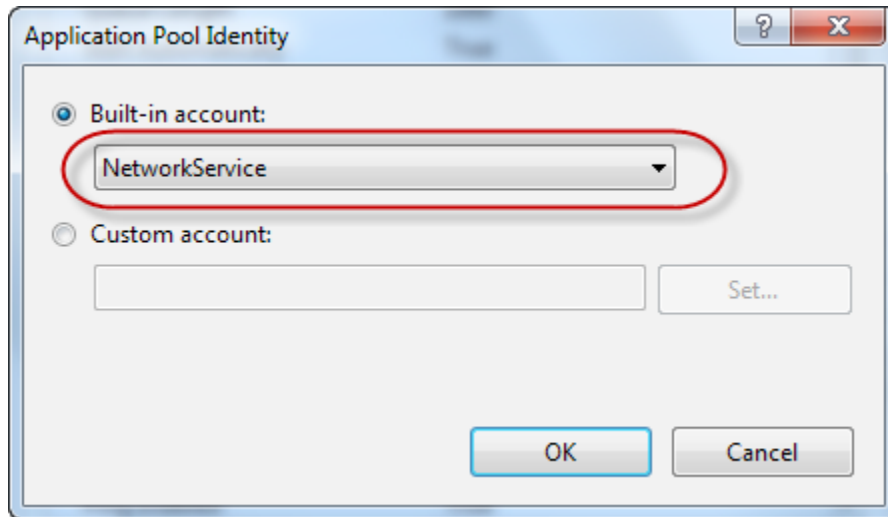 Application Pool Identity
Built-in account:
NetworkService
Custom account:
Set...
OK
Cancel